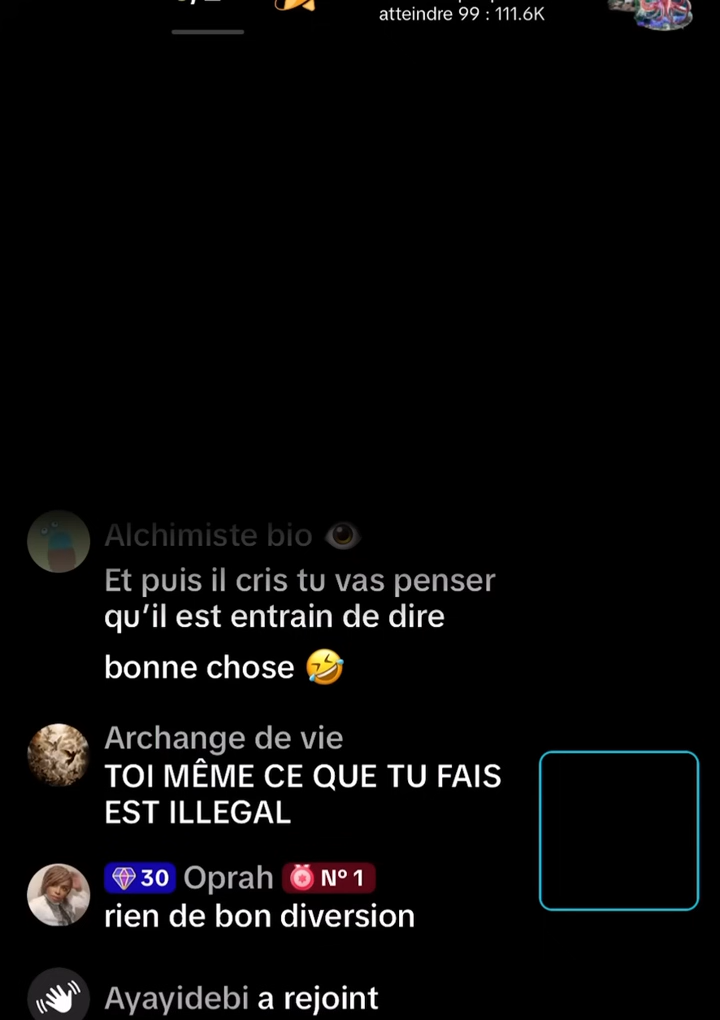 atteindre 99 : 111.6K
Alchimiste bio 👁️
Et puis il cris tu vas penser
qu’il est entrain de dire
bonne chose 🤣
Archange de vie
TOI MÊME CE QUE TU FAIS
EST ILLEGAL
30 Oprah Nº 1
rien de bon diversion
Ayayidebi a rejoint